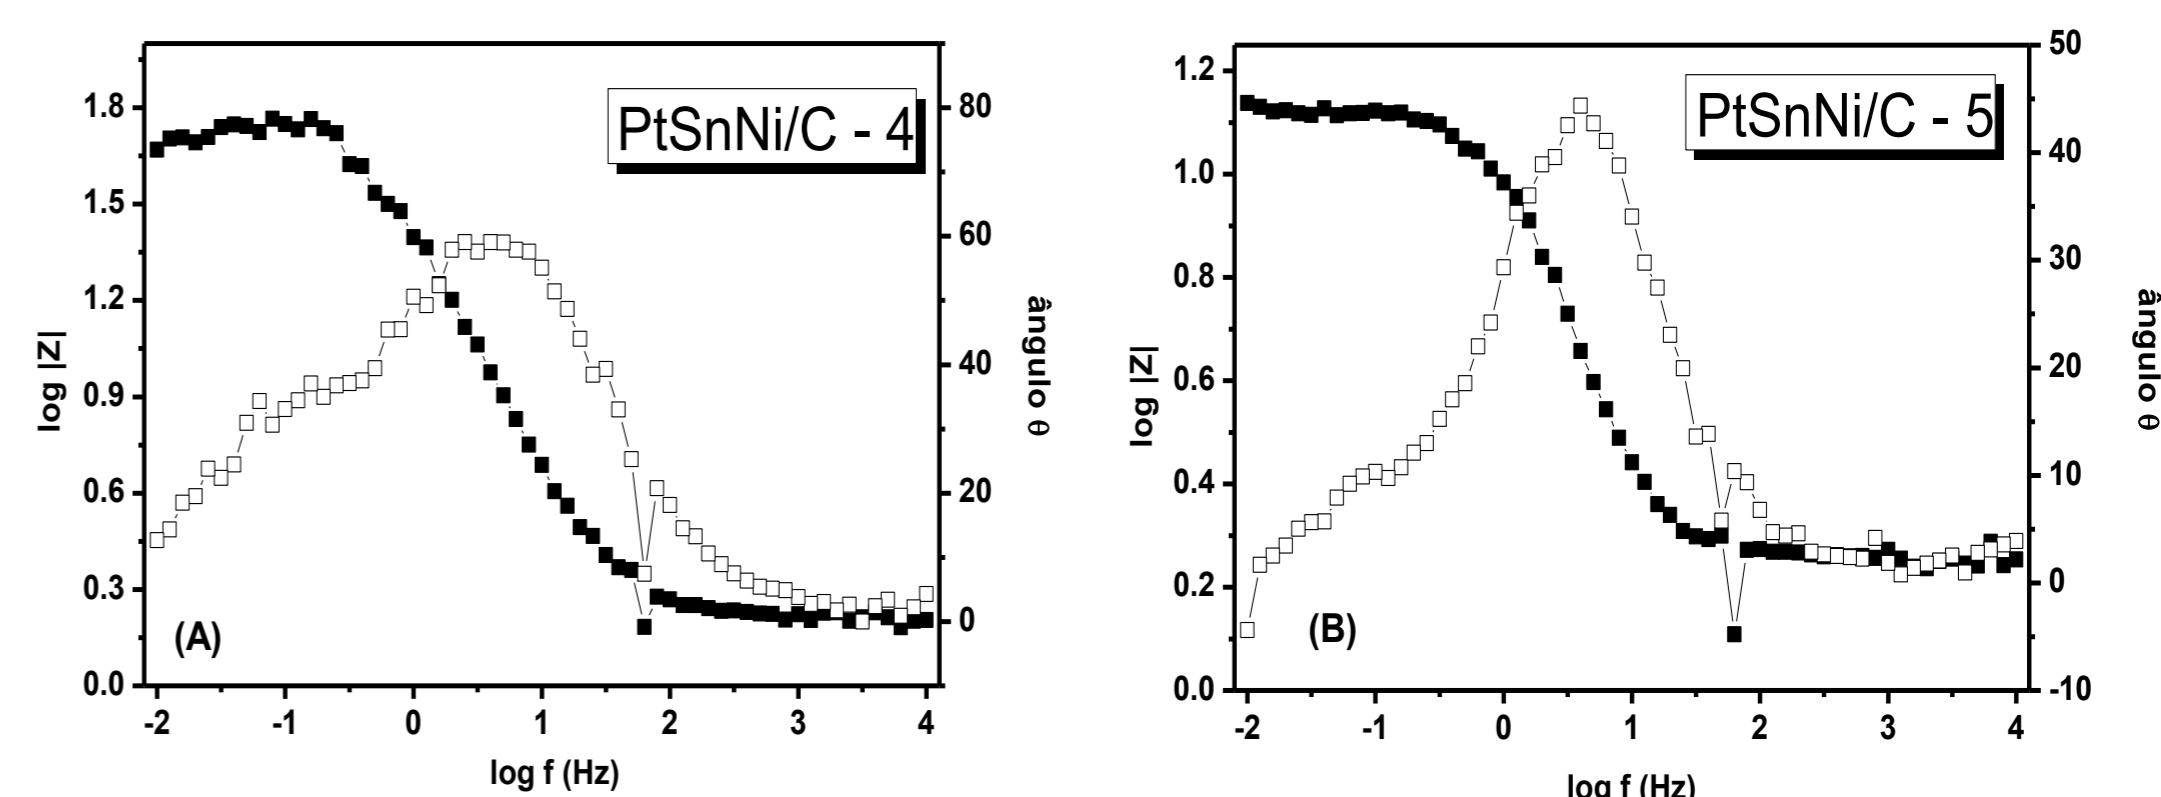 PtSnNi/C - 4
1.8
1.5
1.2
0.9
0.6
0.3
0.0
80
60
40
20
0
log |Z|
ângulo θ
(A)
-2 -1 0 1 2 3 4
log f (Hz)
PtSnNi/C - 5
1.2
1.0
0.8
0.6
0.4
0.2
0.0
50
40
30
20
10
0
-10
log |Z|
ângulo θ
(B)
-2 -1 0 1 2 3 4
log f (Hz)